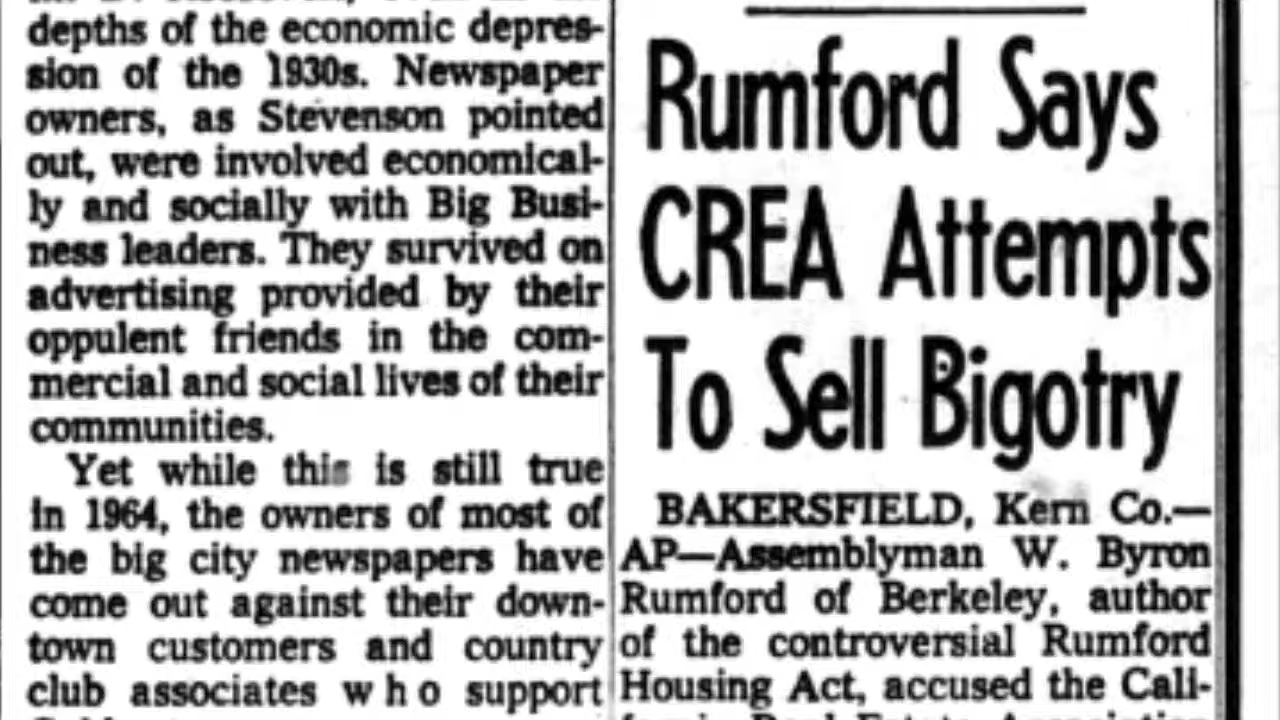 depths of the economic depres-
sion of the 1930s. Newspaper
owners, as Stevenson pointed
out, were involved economical-
ly and socially with Big Busi-
ness leaders. They survived on
advertising provided by their
oppulent friends in the com-
mercial and social lives of their
communities.
Yet while this is still true
in 1964, the owners of most of
the big city newspapers have
come out against their down-
town customers and country
club associates who support
Rumford Says
CREA Attempts
To Sell Bigotry
BAKERSFIELD, Kern Co.—
AP—Assemblyman W. Byron
Rumford of Berkeley, author
of the controversial Rumford
Housing Act, accused the Cali-